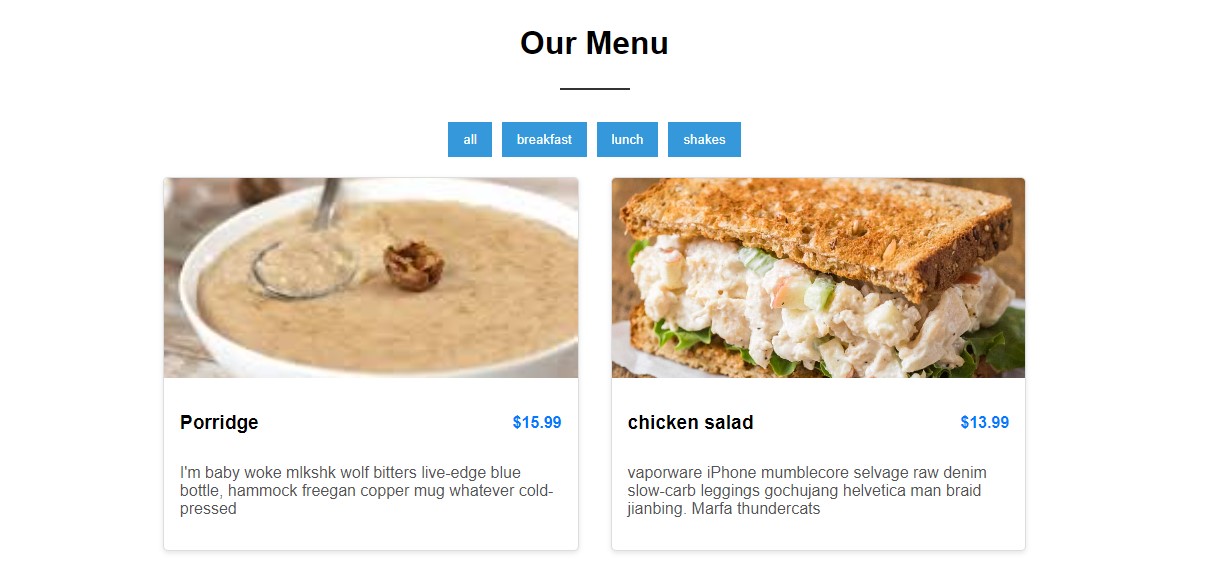 Our Menu
all breakfast lunch shakes
Porridge $15.99
I'm baby woke mlkshk wolf bitters live-edge blue
bottle, hammock freegan copper mug whatever cold-
pressed
chicken salad $13.99
vaporware iPhone mumblecore selvage raw denim
slow-carb leggings gochujang helvetica man braid
jianbing. Marfa thundercats